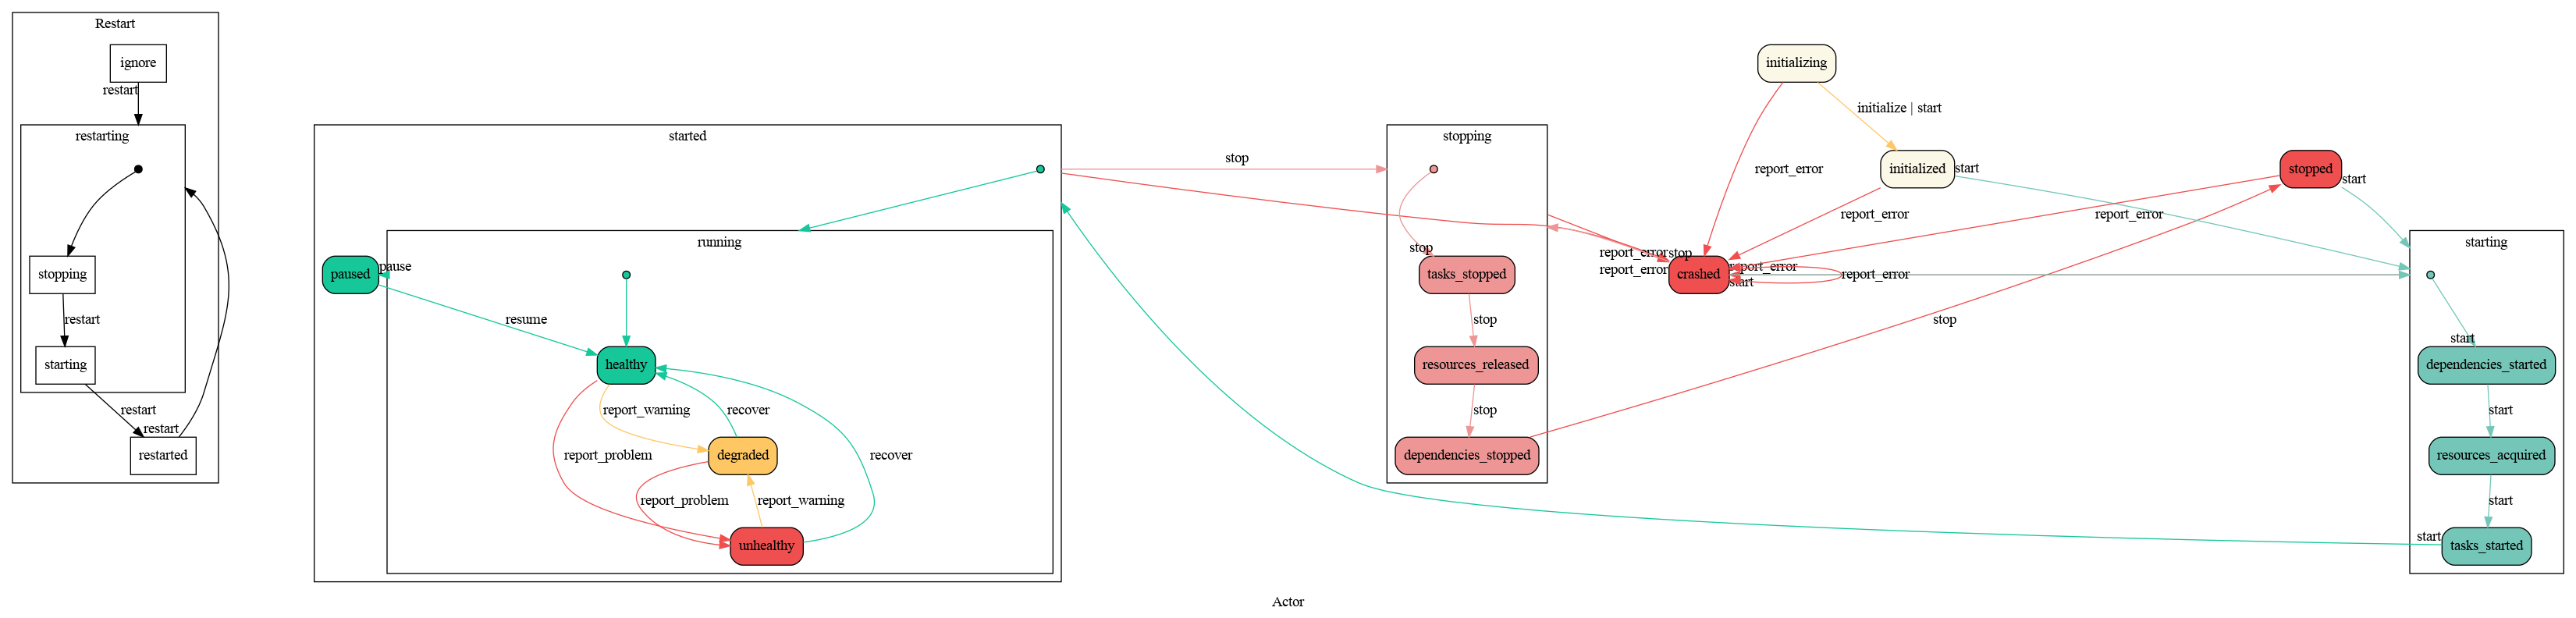 Restart
ignore
restart
restarting
stopping
restart
starting
restart
restart
restarted
started
running
paused
pause
resume
healthy
report_warning
recover
report_problem
degraded
recover
report_problem
report_warning
unhealthy
stop
stopping
stop
tasks_stopped
stop
resources_released
stop
dependencies_stopped
initializing
initialize | start
report_error
initialized
start
report_error
stopped
start
report_error
report_error
stop
report_error
crashed
report_error
start
report_error
stop
starting
start
dependencies_started
start
resources_acquired
start
start
tasks_started
Actor